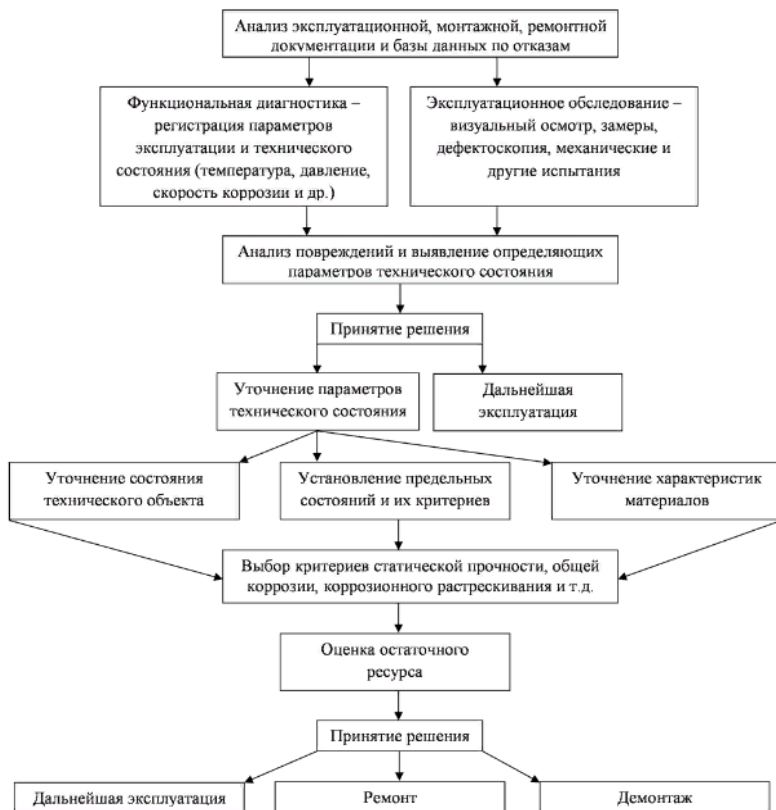 Анализ эксплуатационной, монтажной, ремонтной
документации и базы данных по отказам
Функциональная диагностика –
регистрация параметров
эксплуатации и технического
состояния (температура, давление,
скорость коррозии и др.)
Эксплуатационное обследование –
визуальный осмотр, замеры,
дефектоскопия, механические и
другие испытания
Анализ повреждений и выявление определяющих
параметров технического состояния
Принятие решения
Уточнение параметров
технического состояния
Дальнейшая
эксплуатация
Уточнение состояния
технического объекта
Установление предельных
состояний и их критериев
Уточнение характеристик
материалов
Выбор критериев статической прочности, общей
коррозии, коррозионного растрескивания и т.д.
Оценка остаточного
ресурса
Принятие решения
Дальнейшая эксплуатация
Ремонт
Демонтаж